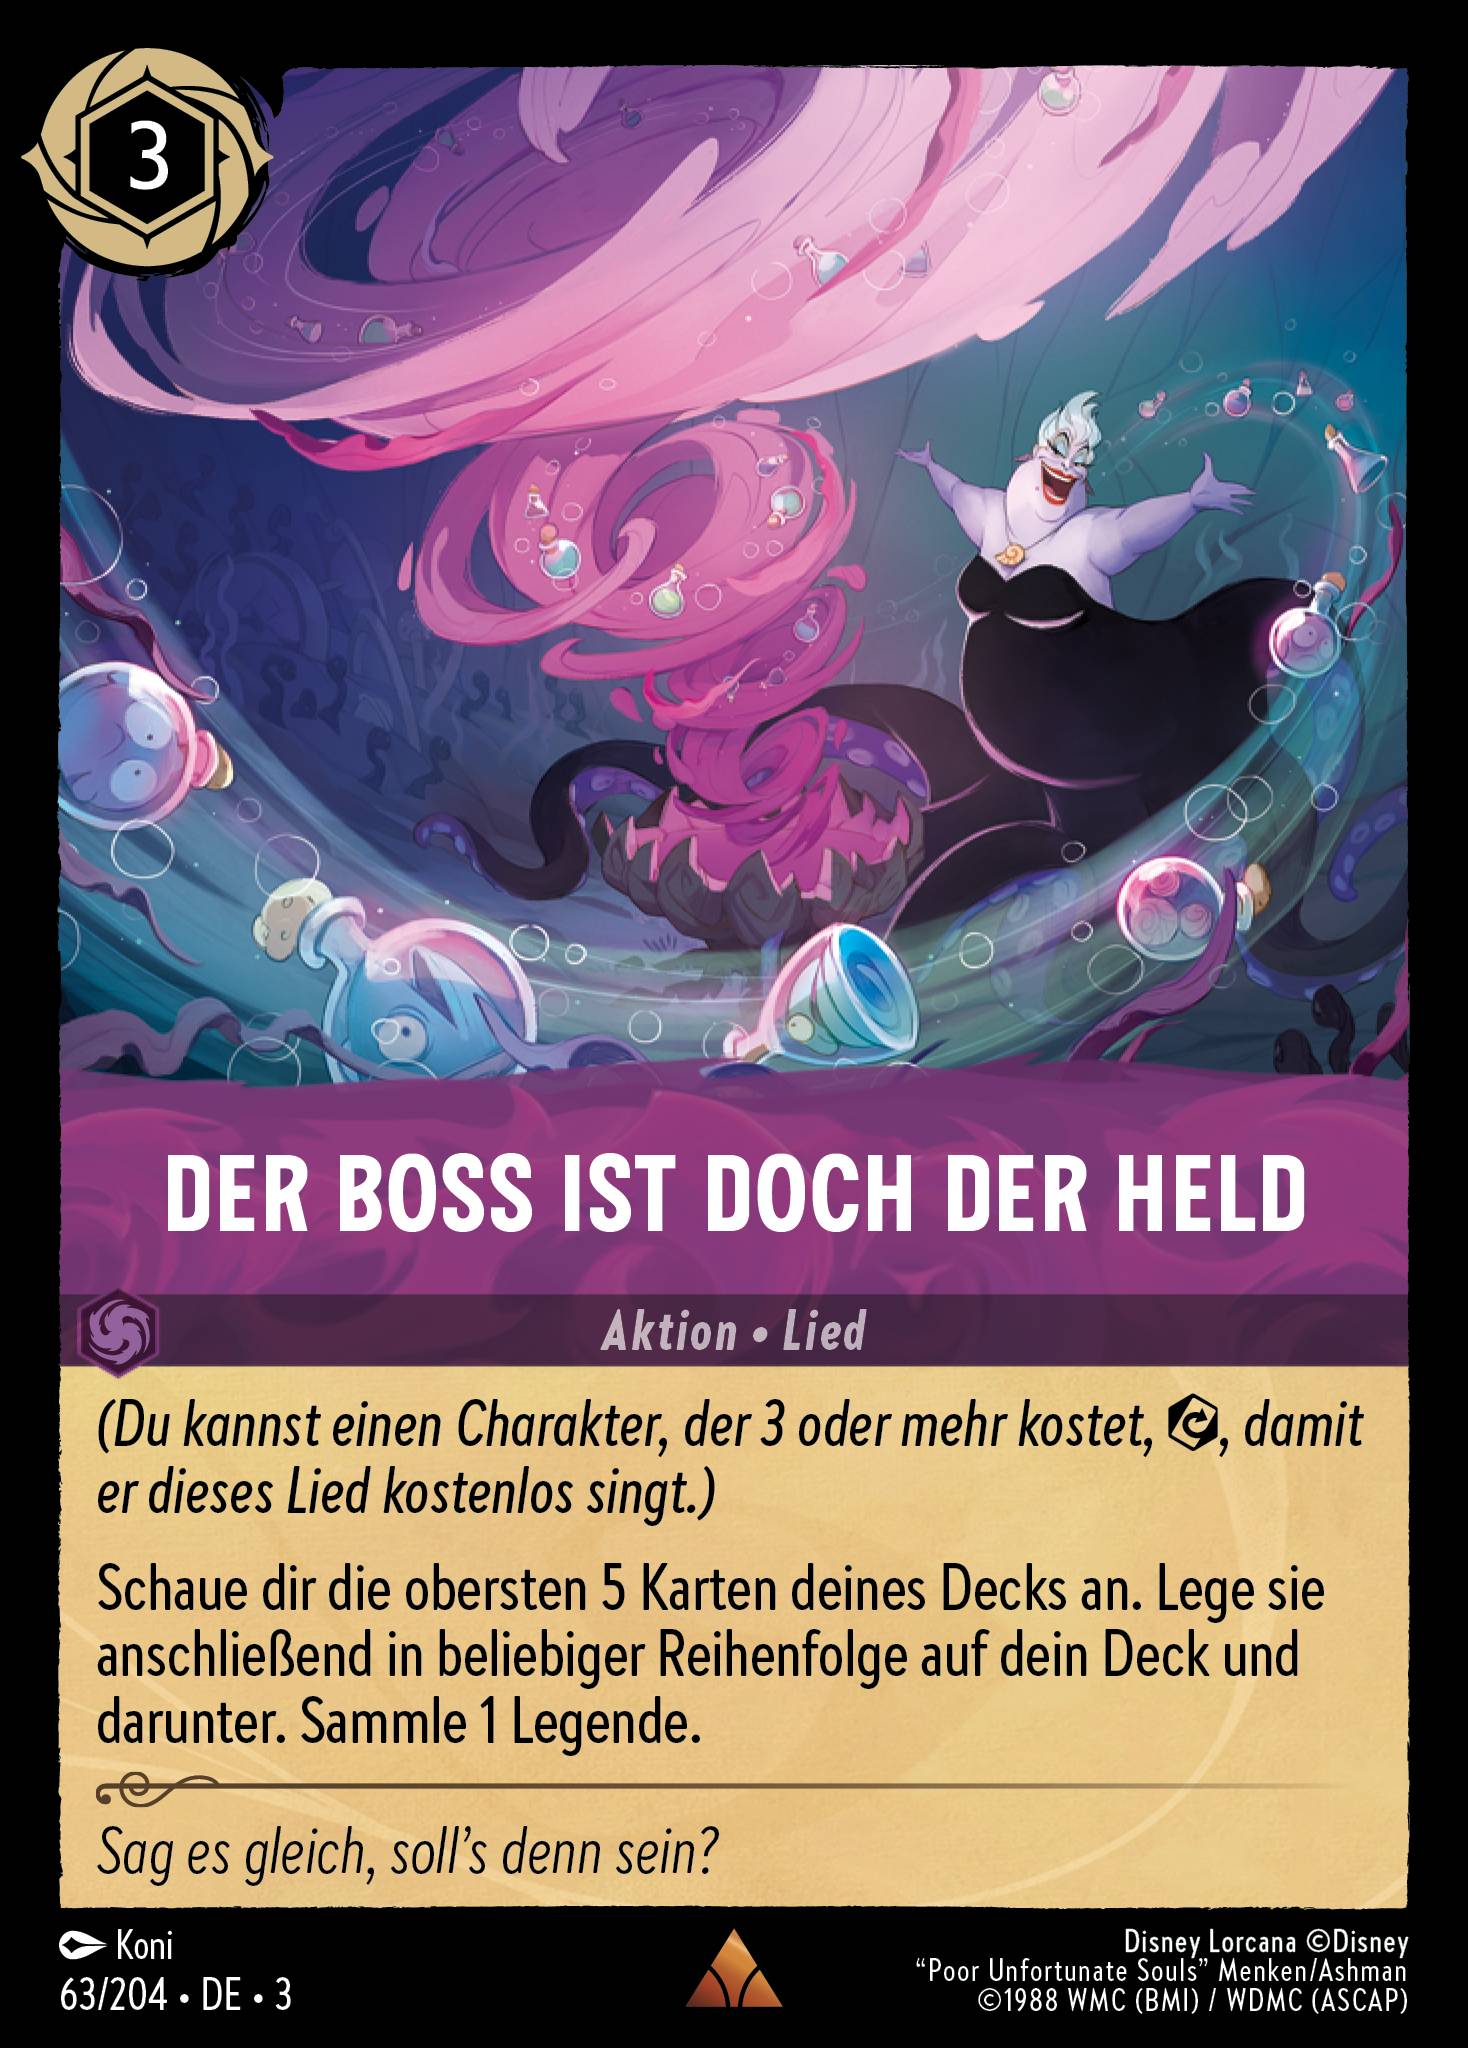 3
DER BOSS IST DOCH DER HELD
Aktion • Lied
(Du kannst einen Charakter, der 3 oder mehr kostet, , damit
er dieses Lied kostenlos singt.)
Schaue dir die obersten 5 Karten deines Decks an. Lege sie
anschließend in beliebiger Reihenfolge auf dein Deck und
darunter. Sammle 1 Legende.
Sag es gleich, soll's denn sein?
Koni
63/204 • DE • 3
Disney Lorcana ©Disney
“Poor Unfortunate Souls” Menken/Ashman
©1988 WMC (BMI) / WDMC (ASCAP)